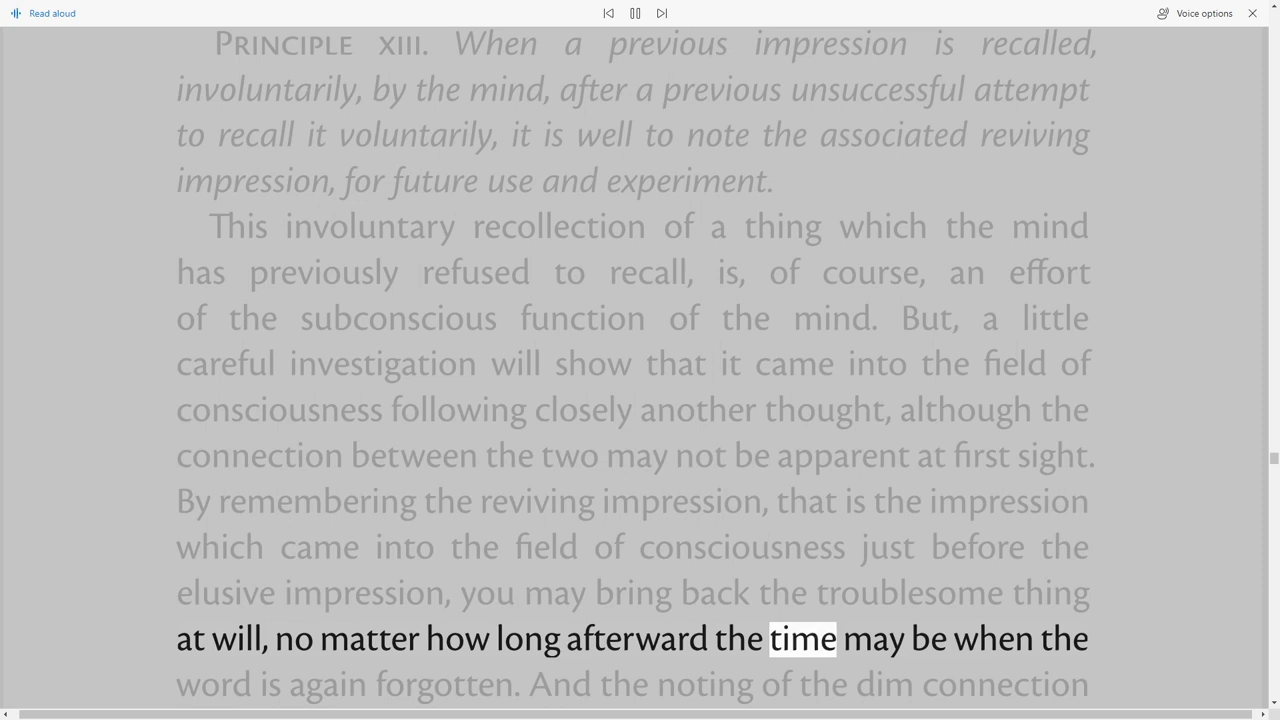 Read aloud
Voice options
PRINCIPLE XIII. When a previous impression is recalled,
involuntarily, by the mind, after a previous unsuccessful attempt
to recall it voluntarily, it is well to note the associated reviving
impression, for future use and experiment.
This involuntary recollection of a thing which the mind
has previously refused to recall, is, of course, an effort
of the subconscious function of the mind. But, a little
careful investigation will show that it came into the field of
consciousness following closely another thought, although the
connection between the two may not be apparent at first sight.
By remembering the reviving impression, that is the impression
which came into the field of consciousness just before the
elusive impression, you may bring back the troublesome thing
at will, no matter how long afterward the time may be when the
word is again forgotten. And the noting of the dim connection